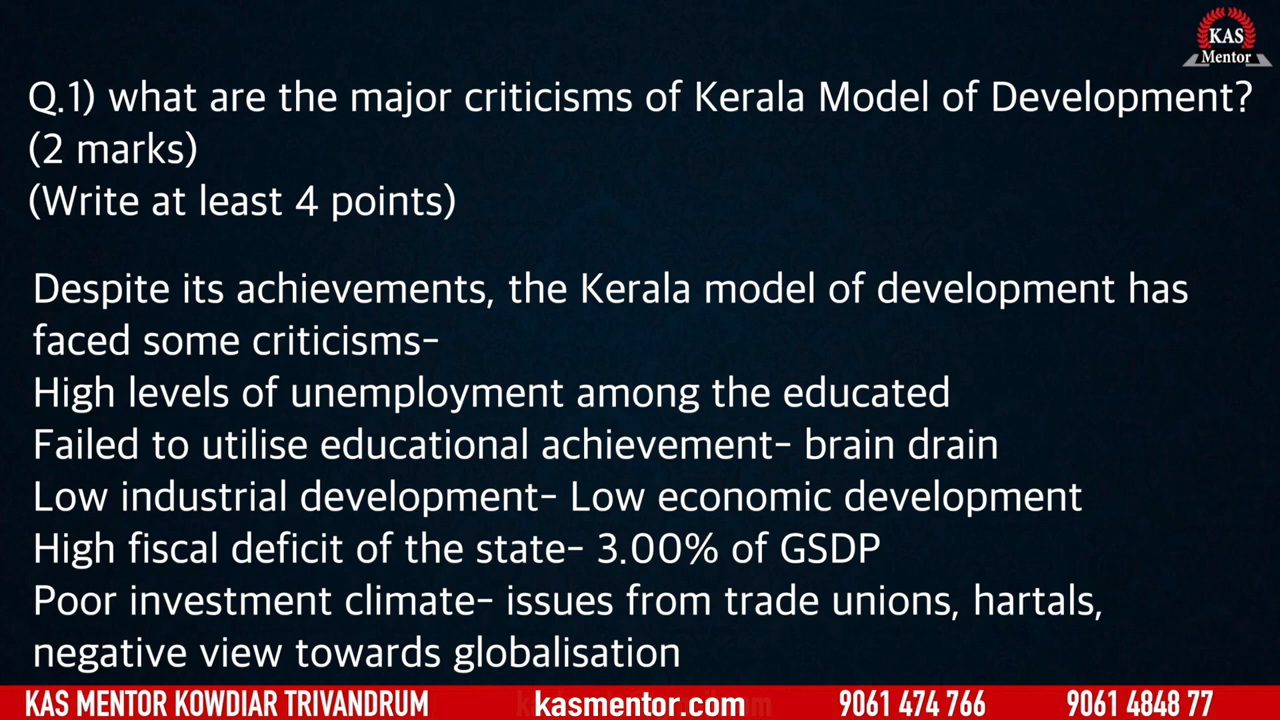 KAS
Mentor
Q.1) what are the major criticisms of Kerala Model of Development?
(2 marks)
(Write at least 4 points)
Despite its achievements, the Kerala model of development has
faced some criticisms-
High levels of unemployment among the educated
Failed to utilise educational achievement- brain drain
Low industrial development- Low economic development
High fiscal deficit of the state- 3.00% of GSDP
Poor investment climate- issues from trade unions, hartals,
negative view towards globalisation
KAS MENTOR KOWDIAR TRIVANDRUM kasmentor.com 9061 474 766 9061 4848 77